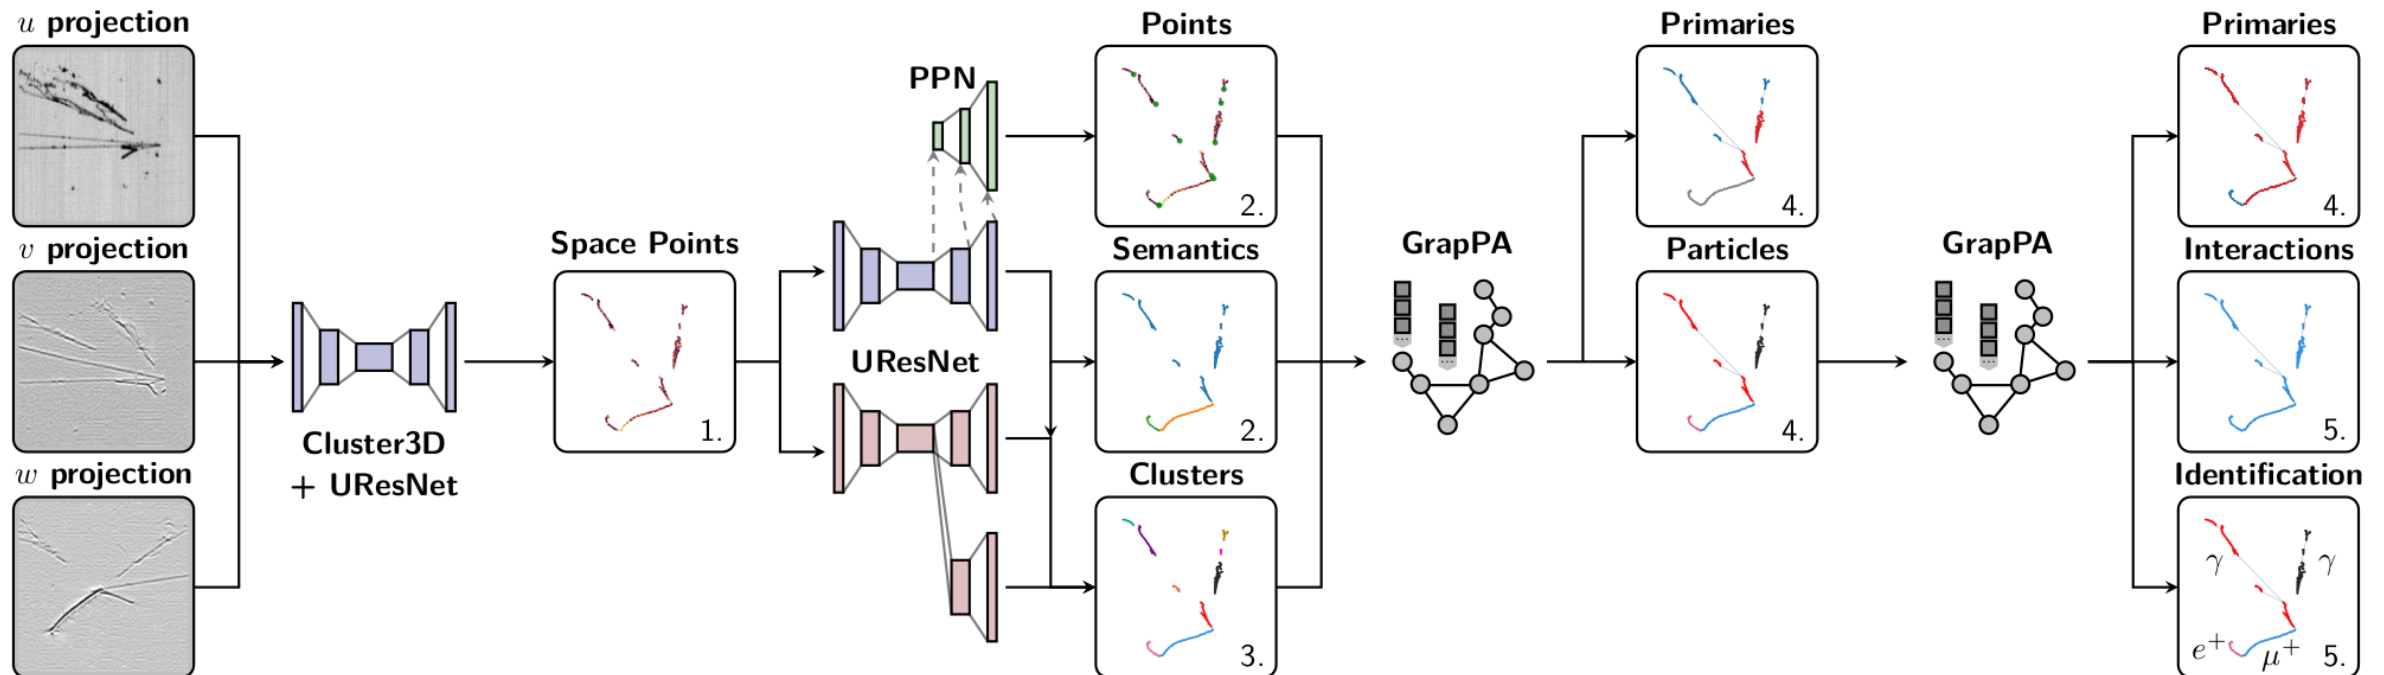 u projection
v projection
w projection
Cluster3D
+ UResNet
Space Points
1.
PPN
UResNet
Points
2.
Semantics
2.
Clusters
3.
GrapPA
Primaries
4.
Particles
4.
GrapPA
Primaries
4.
Interactions
5.
Identification
γ
γ
e+
μ+
5.